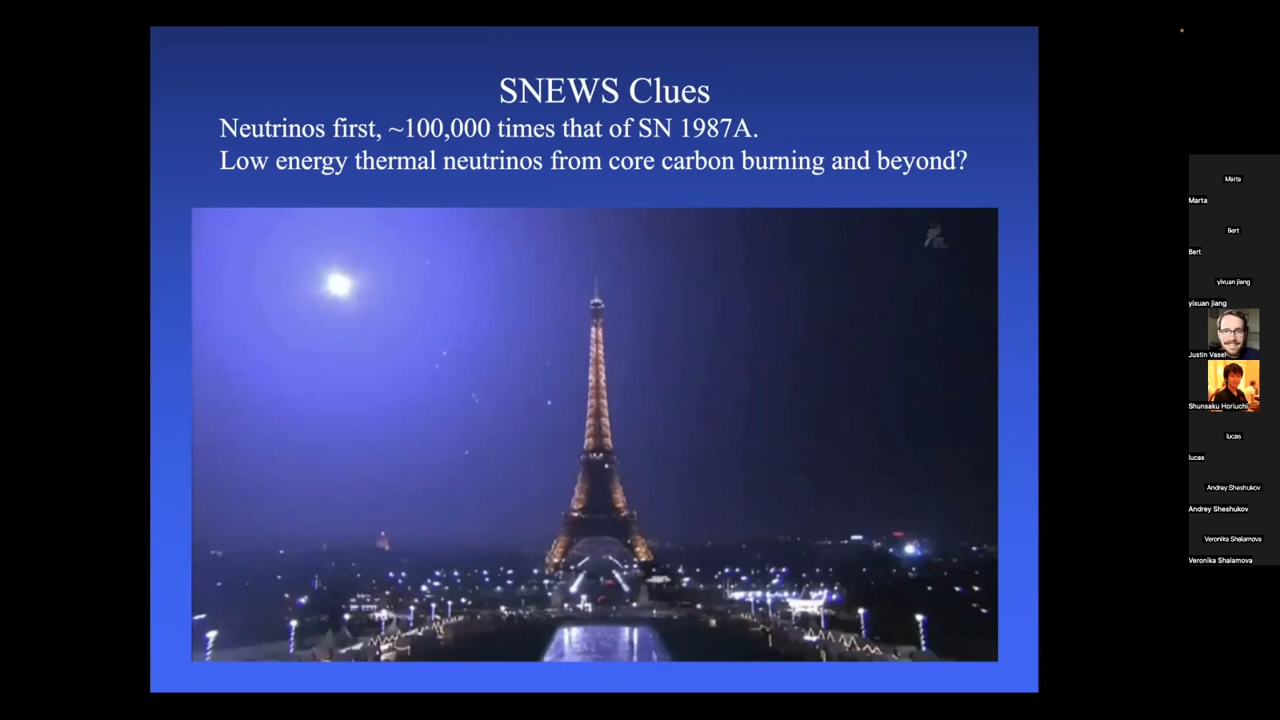 SNEWS Clues
Neutrinos first, ~100,000 times that of SN 1987A.
Low energy thermal neutrinos from core carbon burning and beyond?
Marta
Marta
Bert
Bert
yixuan jiang
yixuan jiang
Justin Vasel
Shunsaku Horiuchi
lucas
lucas
Andrey Sheshukov
Andrey Sheshukov
Veronika Shalamova
Veronika Shalamova